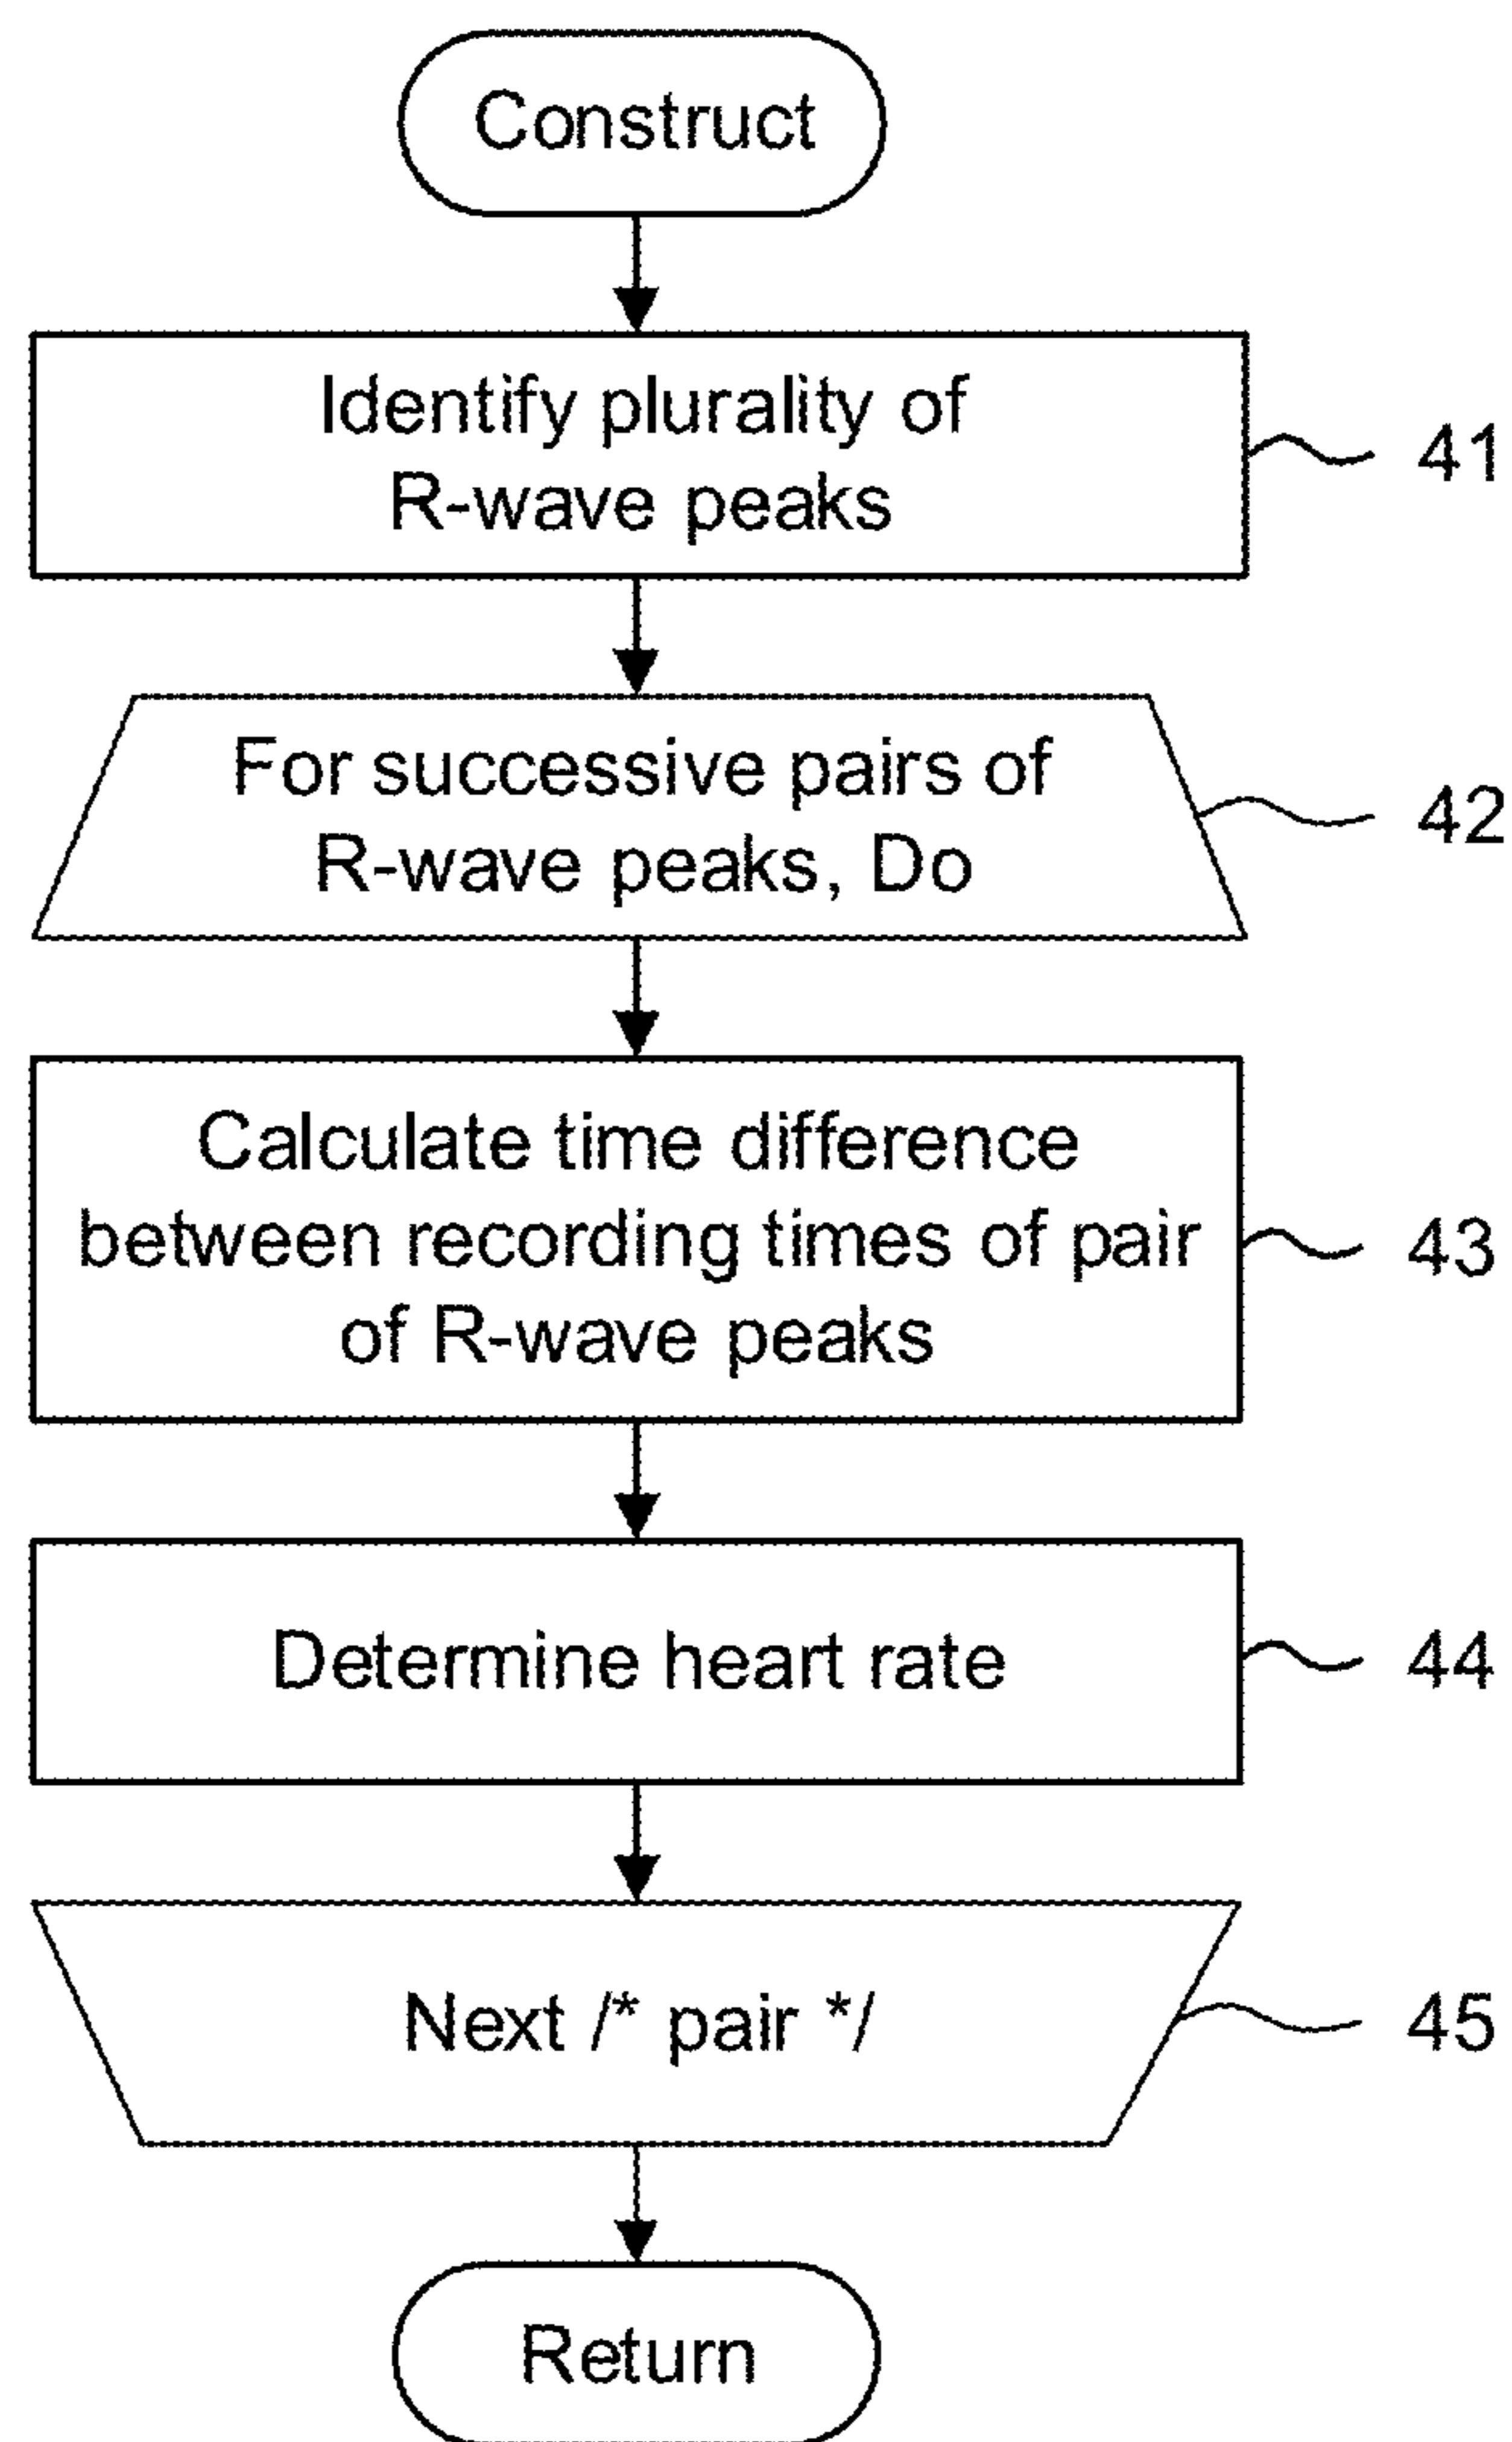 Construct
Identify plurality of
R-wave peaks
41
For successive pairs of
R-wave peaks, Do
42
Calculate time difference
between recording times of pair
of R-wave peaks
43
Determine heart rate
44
Next /* pair */
45
Return